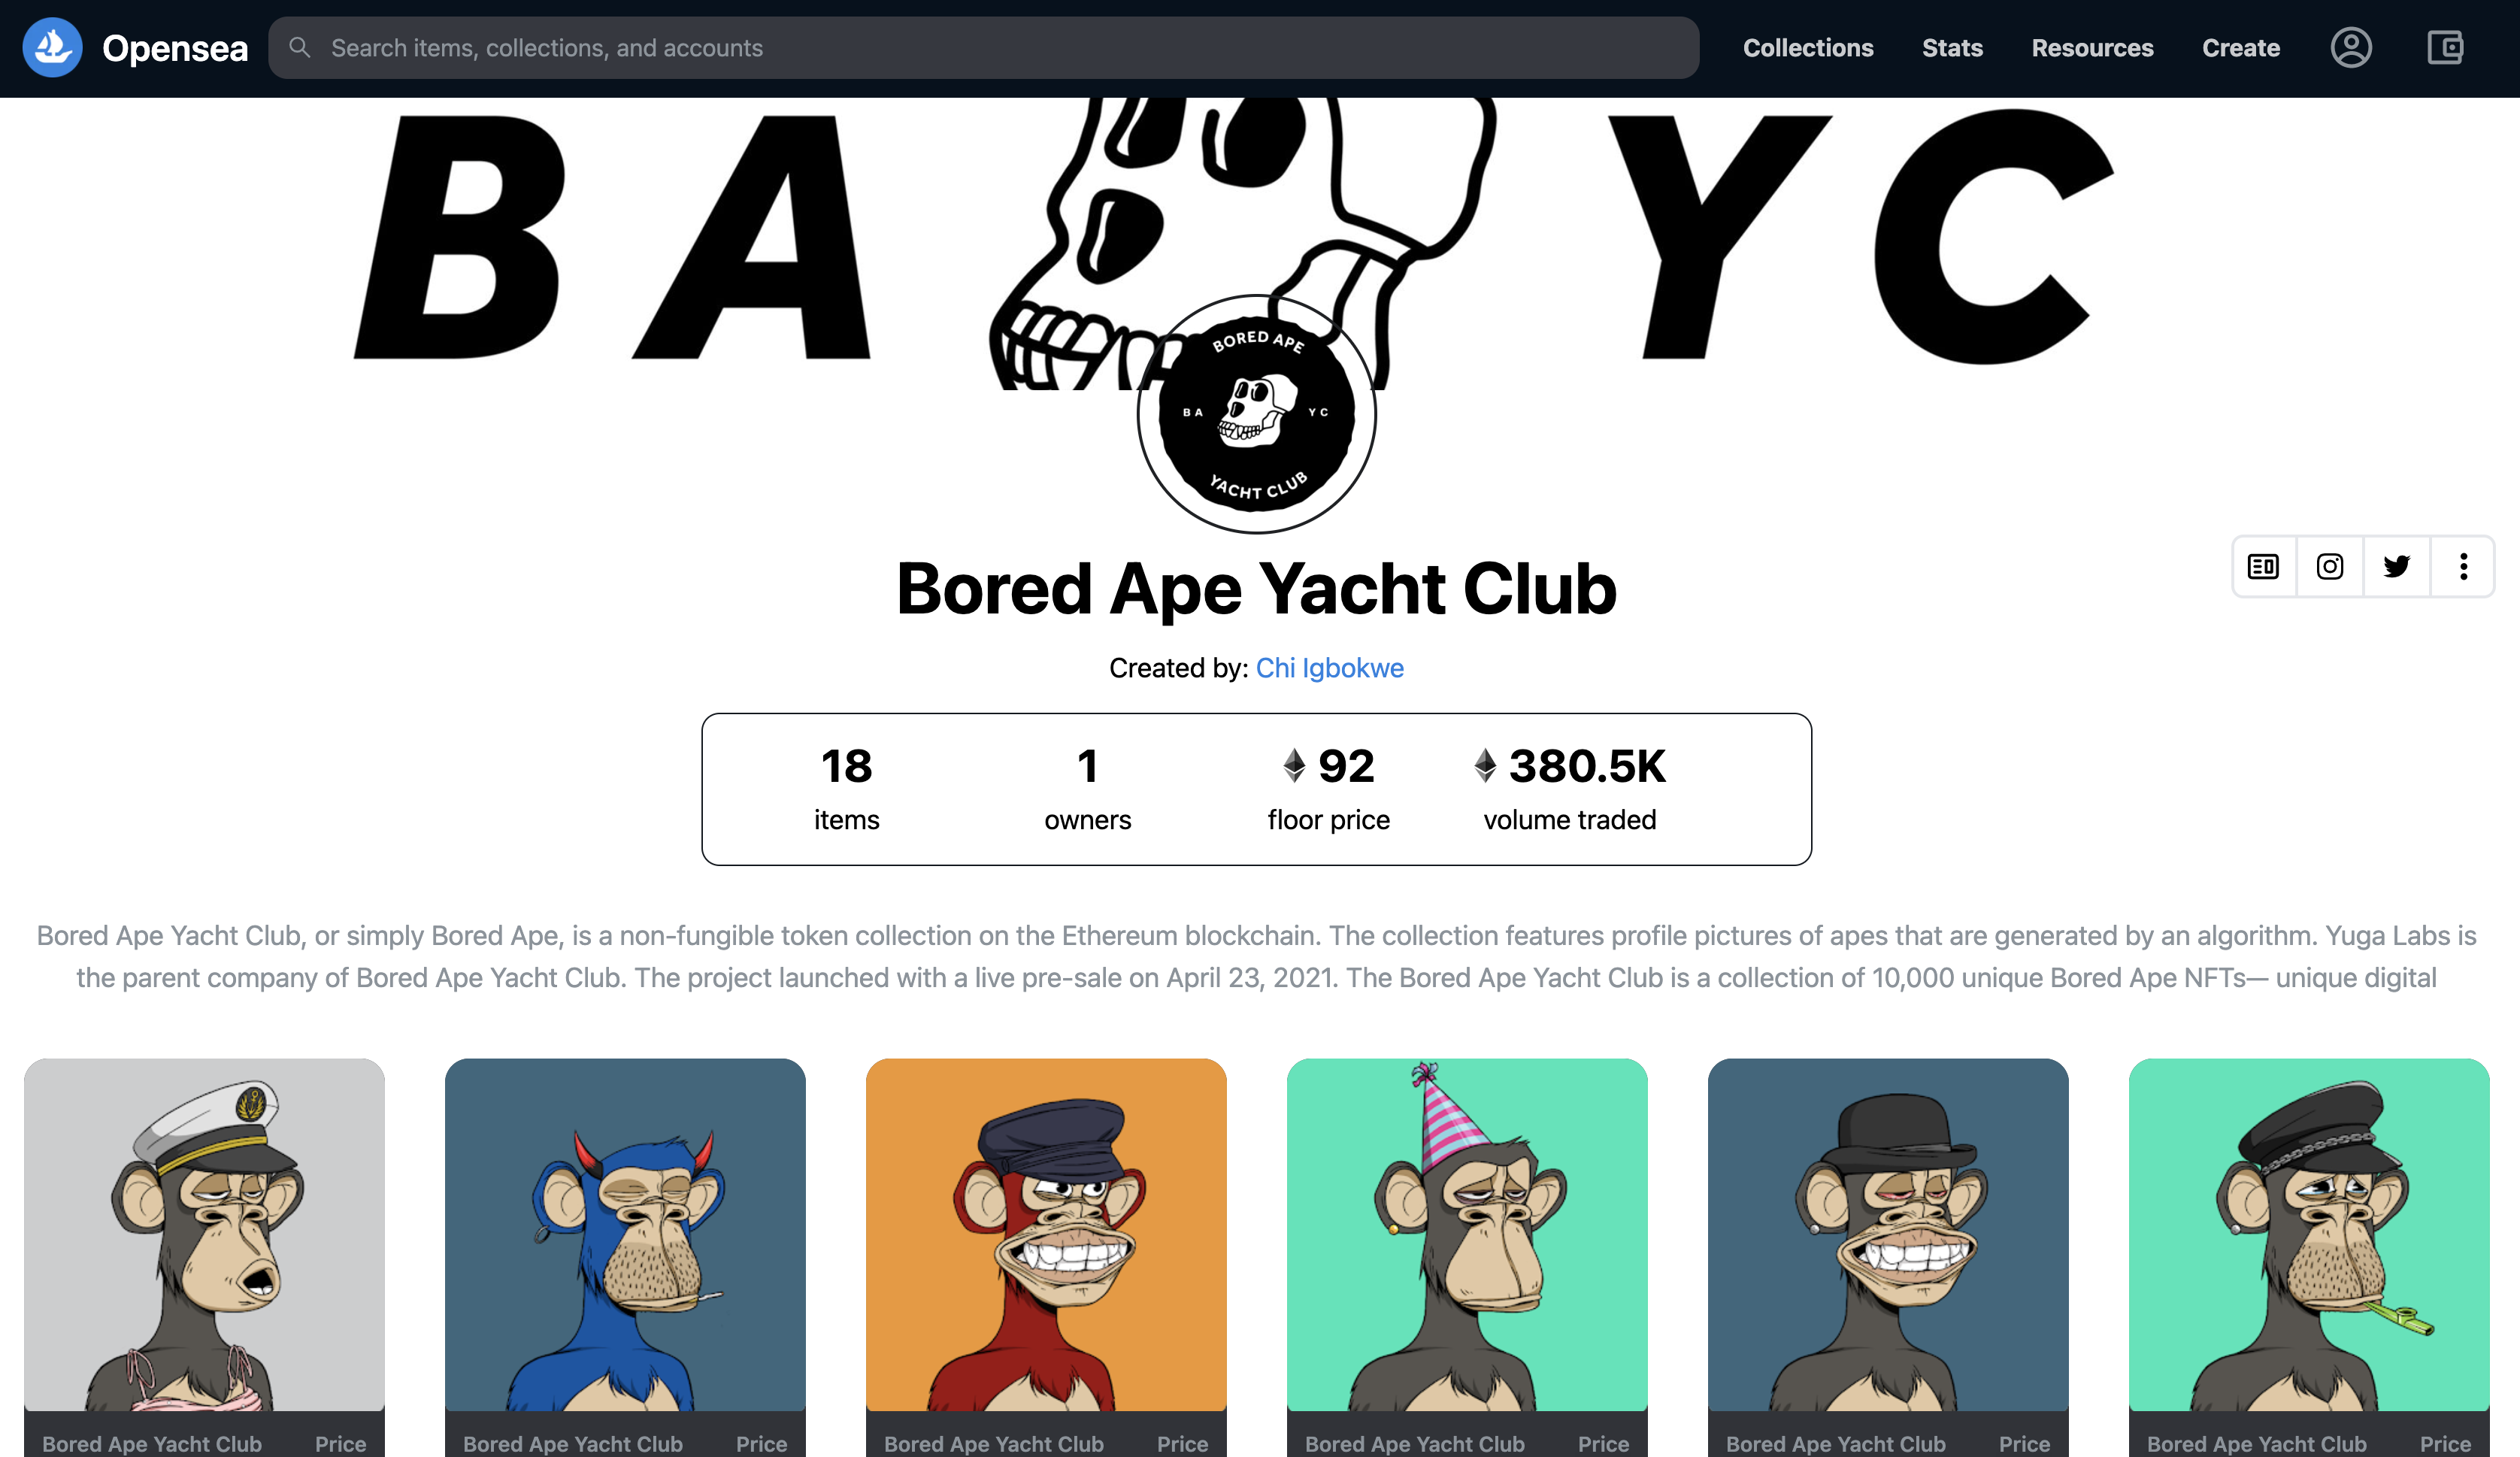 Opensea
Search items, collections, and accounts
Collections
Stats
Resources
Create
BA YC
BORED APE
BA YC
YACHT CLUB
Bored Ape Yacht Club
Created by: Chi Igbokwe
18
items
1
owners
92
floor price
380.5K
volume traded
Bored Ape Yacht Club, or simply Bored Ape, is a non-fungible token collection on the Ethereum blockchain. The collection features profile pictures of apes that are generated by an algorithm. Yuga Labs is
the parent company of Bored Ape Yacht Club. The project launched with a live pre-sale on April 23, 2021. The Bored Ape Yacht Club is a collection of 10,000 unique Bored Ape NFTs— unique digital
Bored Ape Yacht Club Price
Bored Ape Yacht Club Price
Bored Ape Yacht Club Price
Bored Ape Yacht Club Price
Bored Ape Yacht Club Price
Bored Ape Yacht Club Price